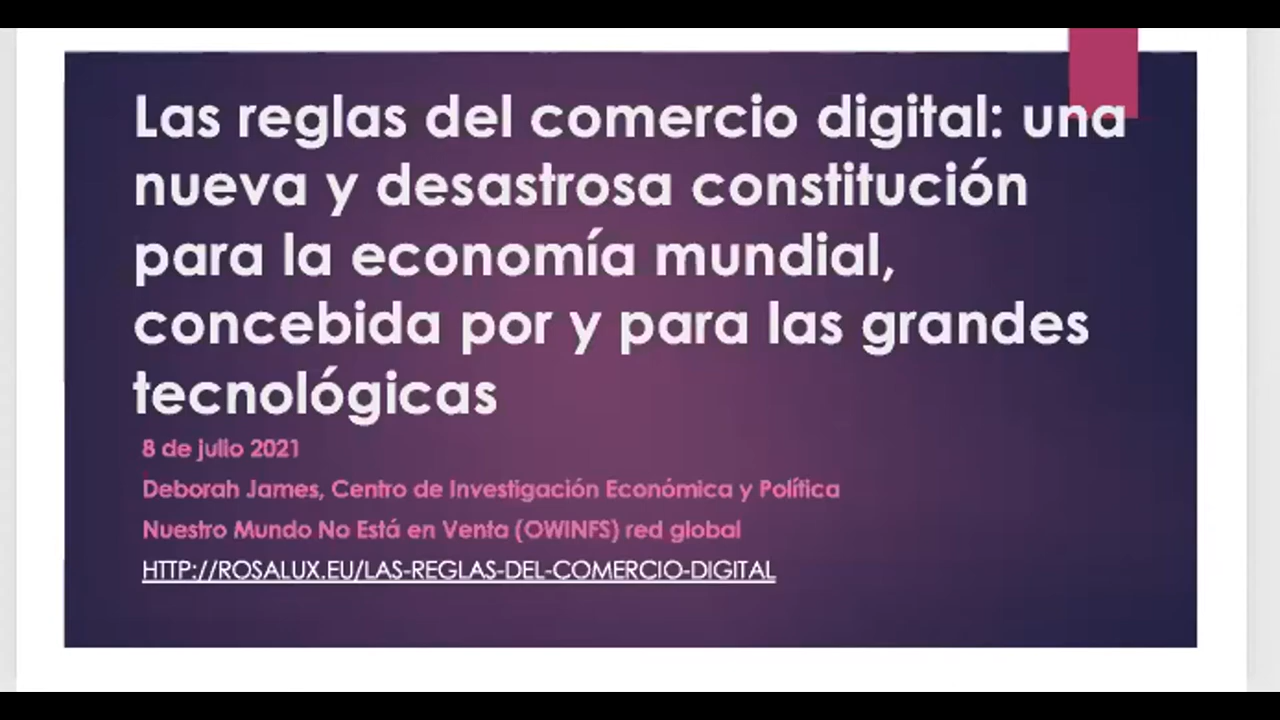 Las reglas del comercio digital: una
nueva y desastrosa constitución
para la economía mundial,
concebida por y para las grandes
tecnológicas
8 de julio 2021
Deborah James, Centro de Investigación Económica y Política
Nuestro Mundo No Está en Venta (OWINFS) red global
HTTP://ROSALUX.EU/LAS-REGLAS-DEL-COMERCIO-DIGITAL